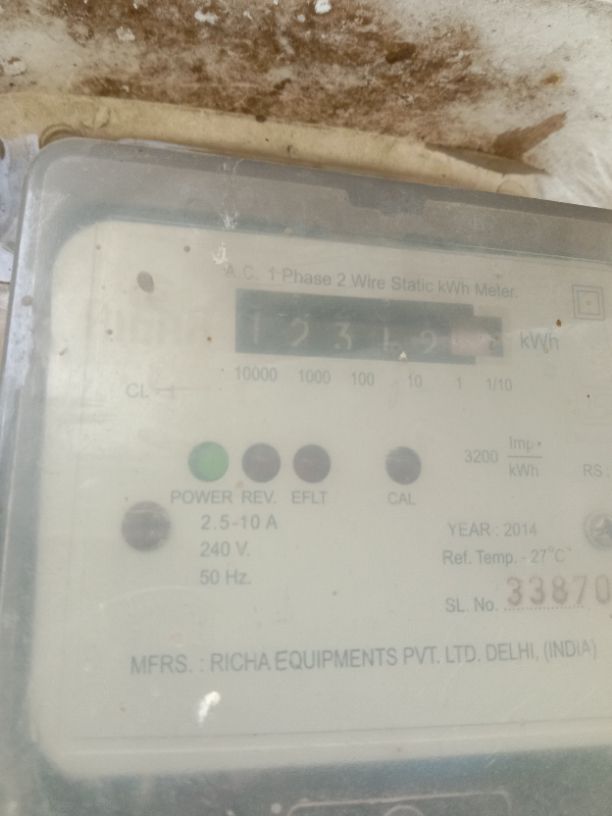 A.C. 1 Phase 2 Wire Static kWh Meter.
kWh
10000 1000 100 10 1 1/10
CL
3200 Imp. / kWh
RS.
POWER REV. EFLT CAL
2.5-10 A
240 V.
50 Hz.
YEAR : 2014
Ref. Temp. - 27°C
SL. No. 33870
MFRS. : RICHA EQUIPMENTS PVT. LTD. DELHI, (INDIA)